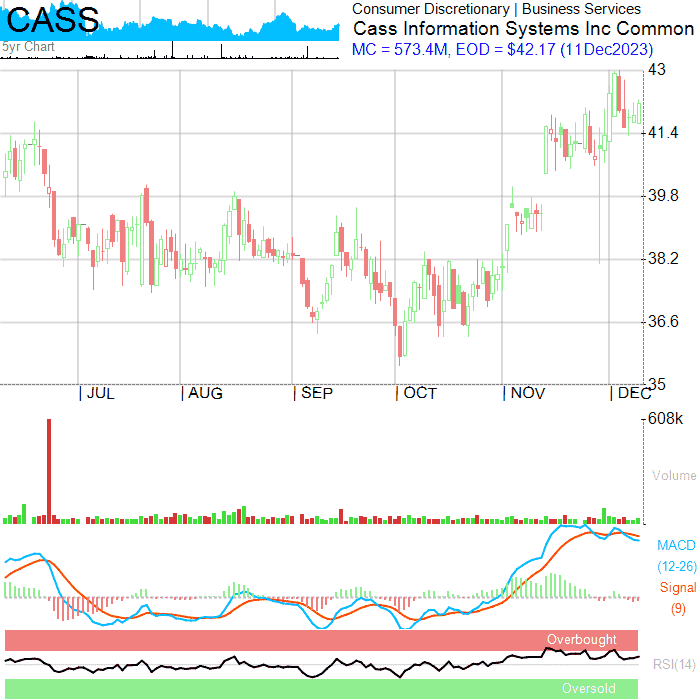 CASS
5yr Chart
Consumer Discretionary | Business Services
Cass Information Systems Inc Common
MC = 573.4M, EOD = $42.17 (11Dec2023)
43
41.4
39.8
38.2
36.6
35
| JUL | AUG | SEP | OCT | NOV | DEC
608k
Volume
MACD
(12-26)
Signal
(9)
Overbought
RSI(14)
Oversold